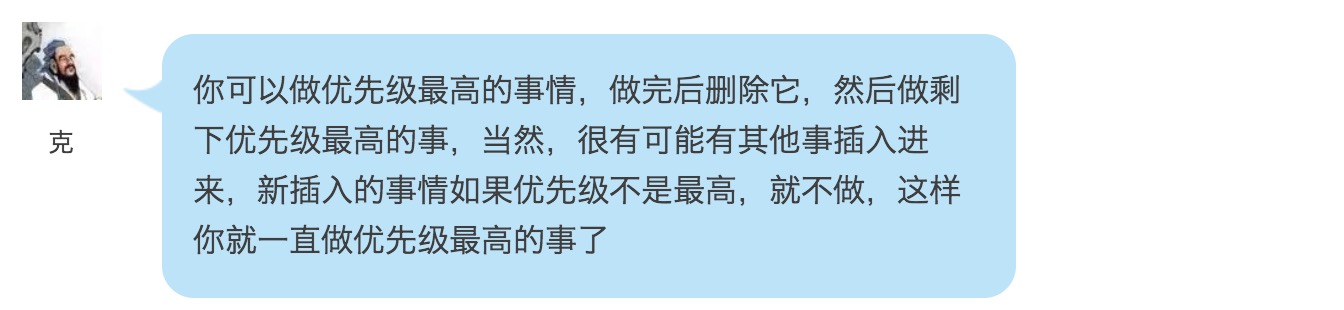 你可以做优先级最高的事情，做完后删除它，然后做剩
下优先级最高的事，当然，很有可能有其他事插入进
来，新插入的事情如果优先级不是最高，就不做，这样
你就一直做优先级最高的事了
克